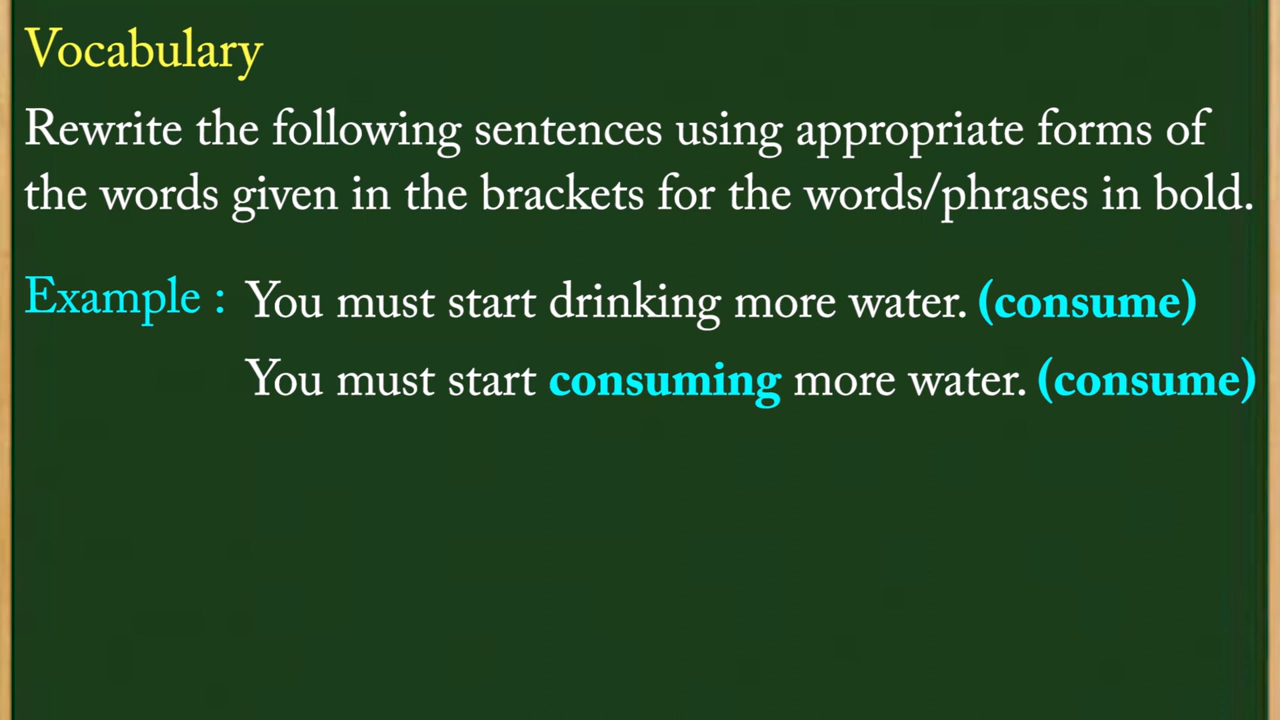 Vocabulary
Rewrite the following sentences using appropriate forms of
the words given in the brackets for the words/phrases in bold.
Example : You must start drinking more water. (consume)
You must start consuming more water. (consume)